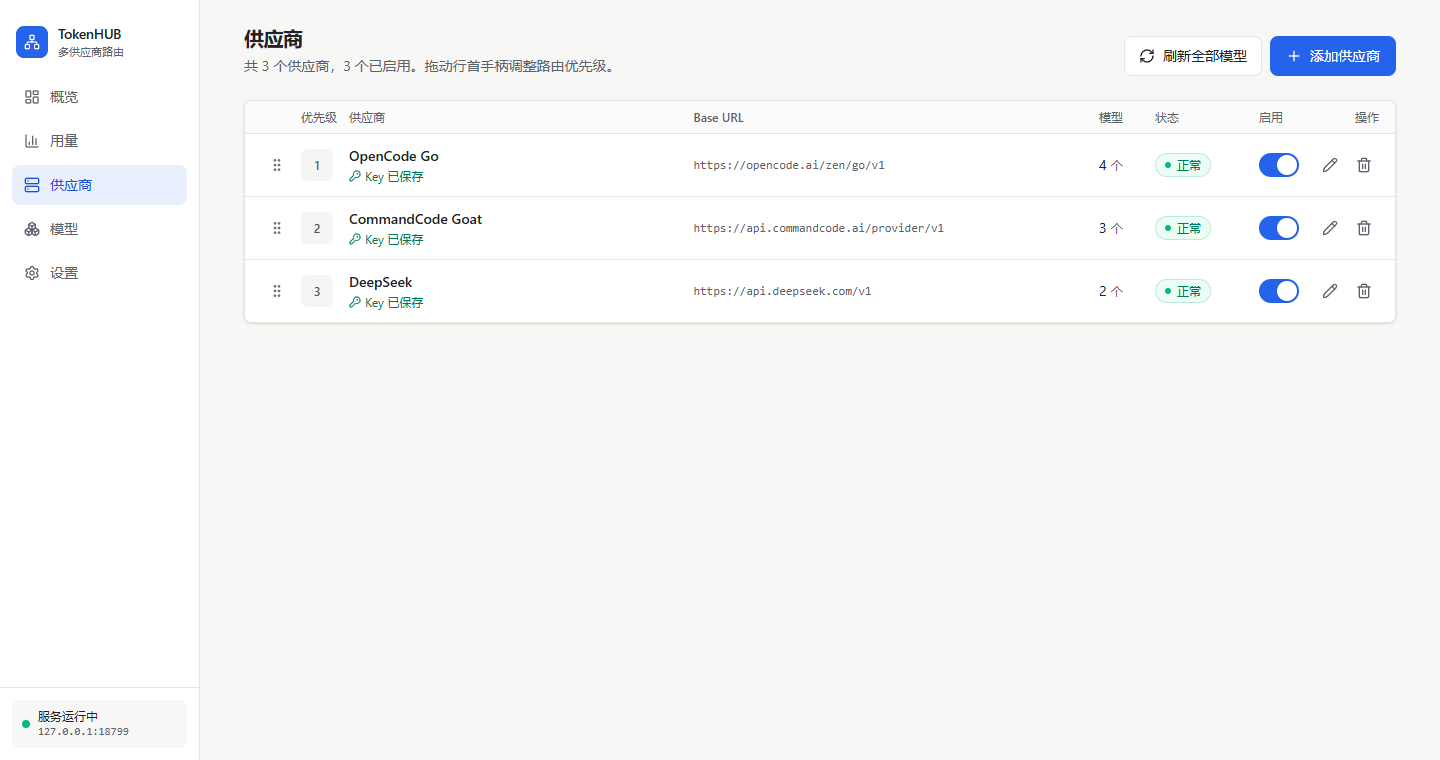 TokenHUB
多供应商路由
概览
用量
供应商
模型
设置
服务运行中
127.0.0.1:18799
供应商
共 3 个供应商，3 个已启用。拖动行首手柄调整路由优先级。
刷新全部模型
添加供应商
优先级 供应商 Base URL 模型 状态 启用 操作
1 OpenCode Go https://opencode.ai/zen/go/v1 4 个 正常
Key 已保存
2 CommandCode Goat https://api.commandcode.ai/provider/v1 3 个 正常
Key 已保存
3 DeepSeek https://api.deepseek.com/v1 2 个 正常
Key 已保存